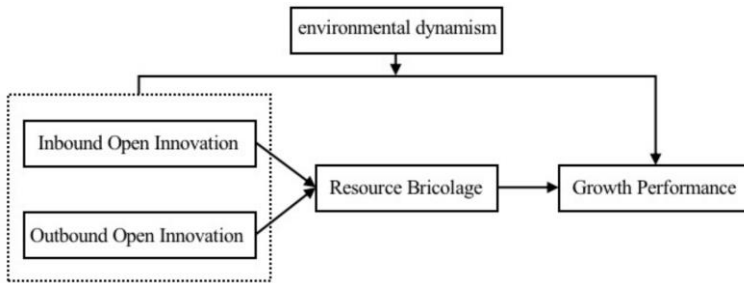 environmental dynamism
Inbound Open Innovation
Resource Bricolage
Growth Performance
Outbound Open Innovation